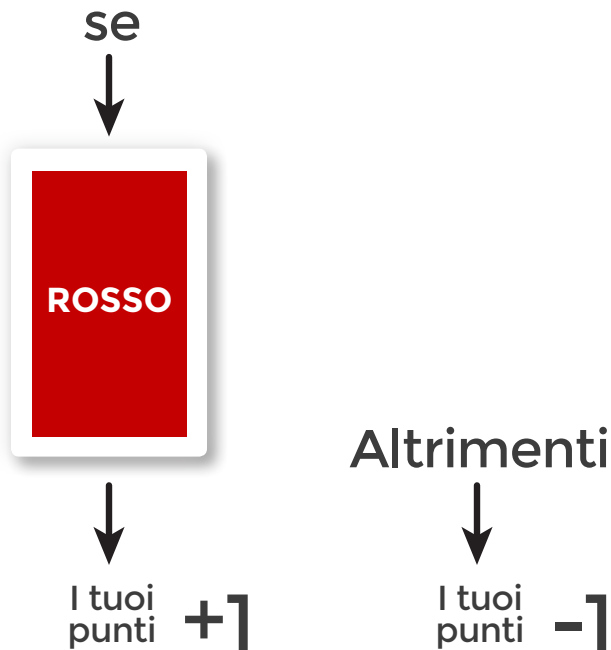 se
ROSSO
Altrimenti
I tuoi
punti +1
I tuoi
punti -1